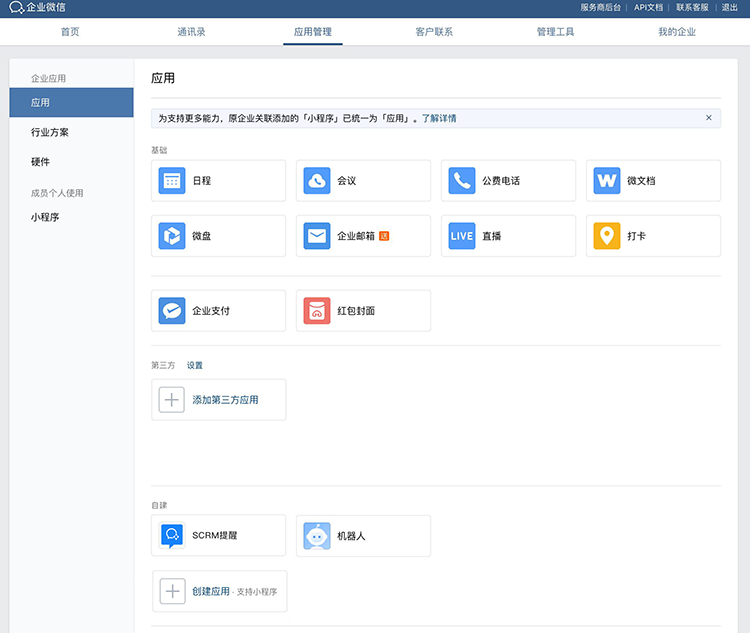 企业微信
服务商后台 | API文档 | 联系客服 | 退出
首页 通讯录 应用管理 客户联系 管理工具 我的企业
企业应用
应用
行业方案
硬件
成员个人使用
小程序
应用
为支持更多能力，原企业关联添加的「小程序」已统一为「应用」。了解详情
基础
日程 会议 公费电话 W 微文档
微盘 企业邮箱 送 LIVE 直播 打卡
企业支付 红包封面
第三方 设置
添加第三方应用
自建
SCRM提醒 机器人
创建应用 - 支持小程序